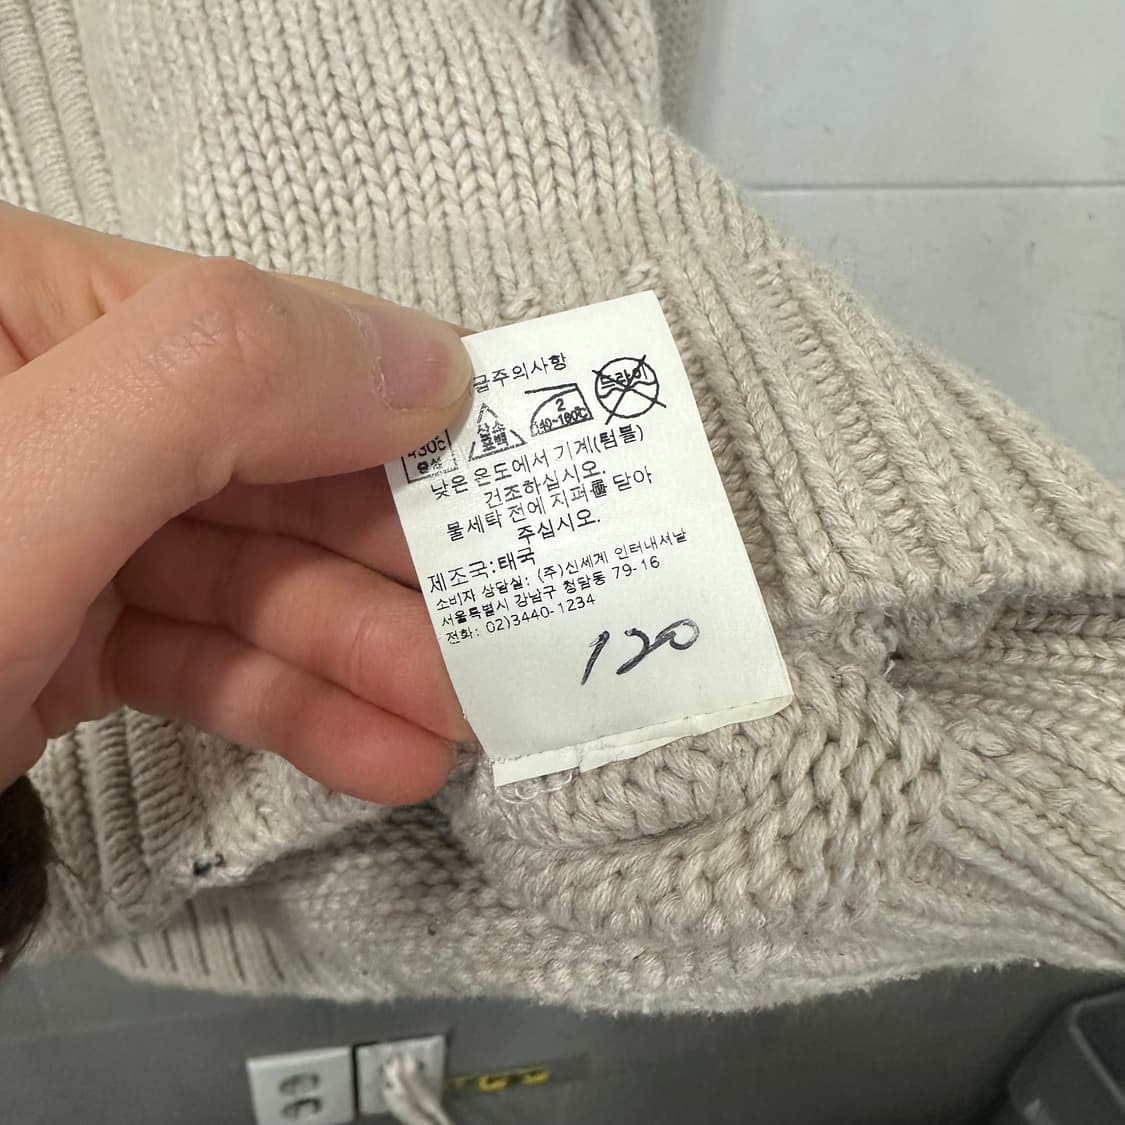 급주의사항
산소
표백
2
140~160℃
드라이
낮은 온도에서 기계(텀블)
건조하십시오.
물세탁 전에 지퍼를 닫아
주십시오.
제조국:태국
소비자 상담실: (주)신세계 인터내셔날
서울특별시 강남구 청담동 79-16
전화: 02)3440-1234
120